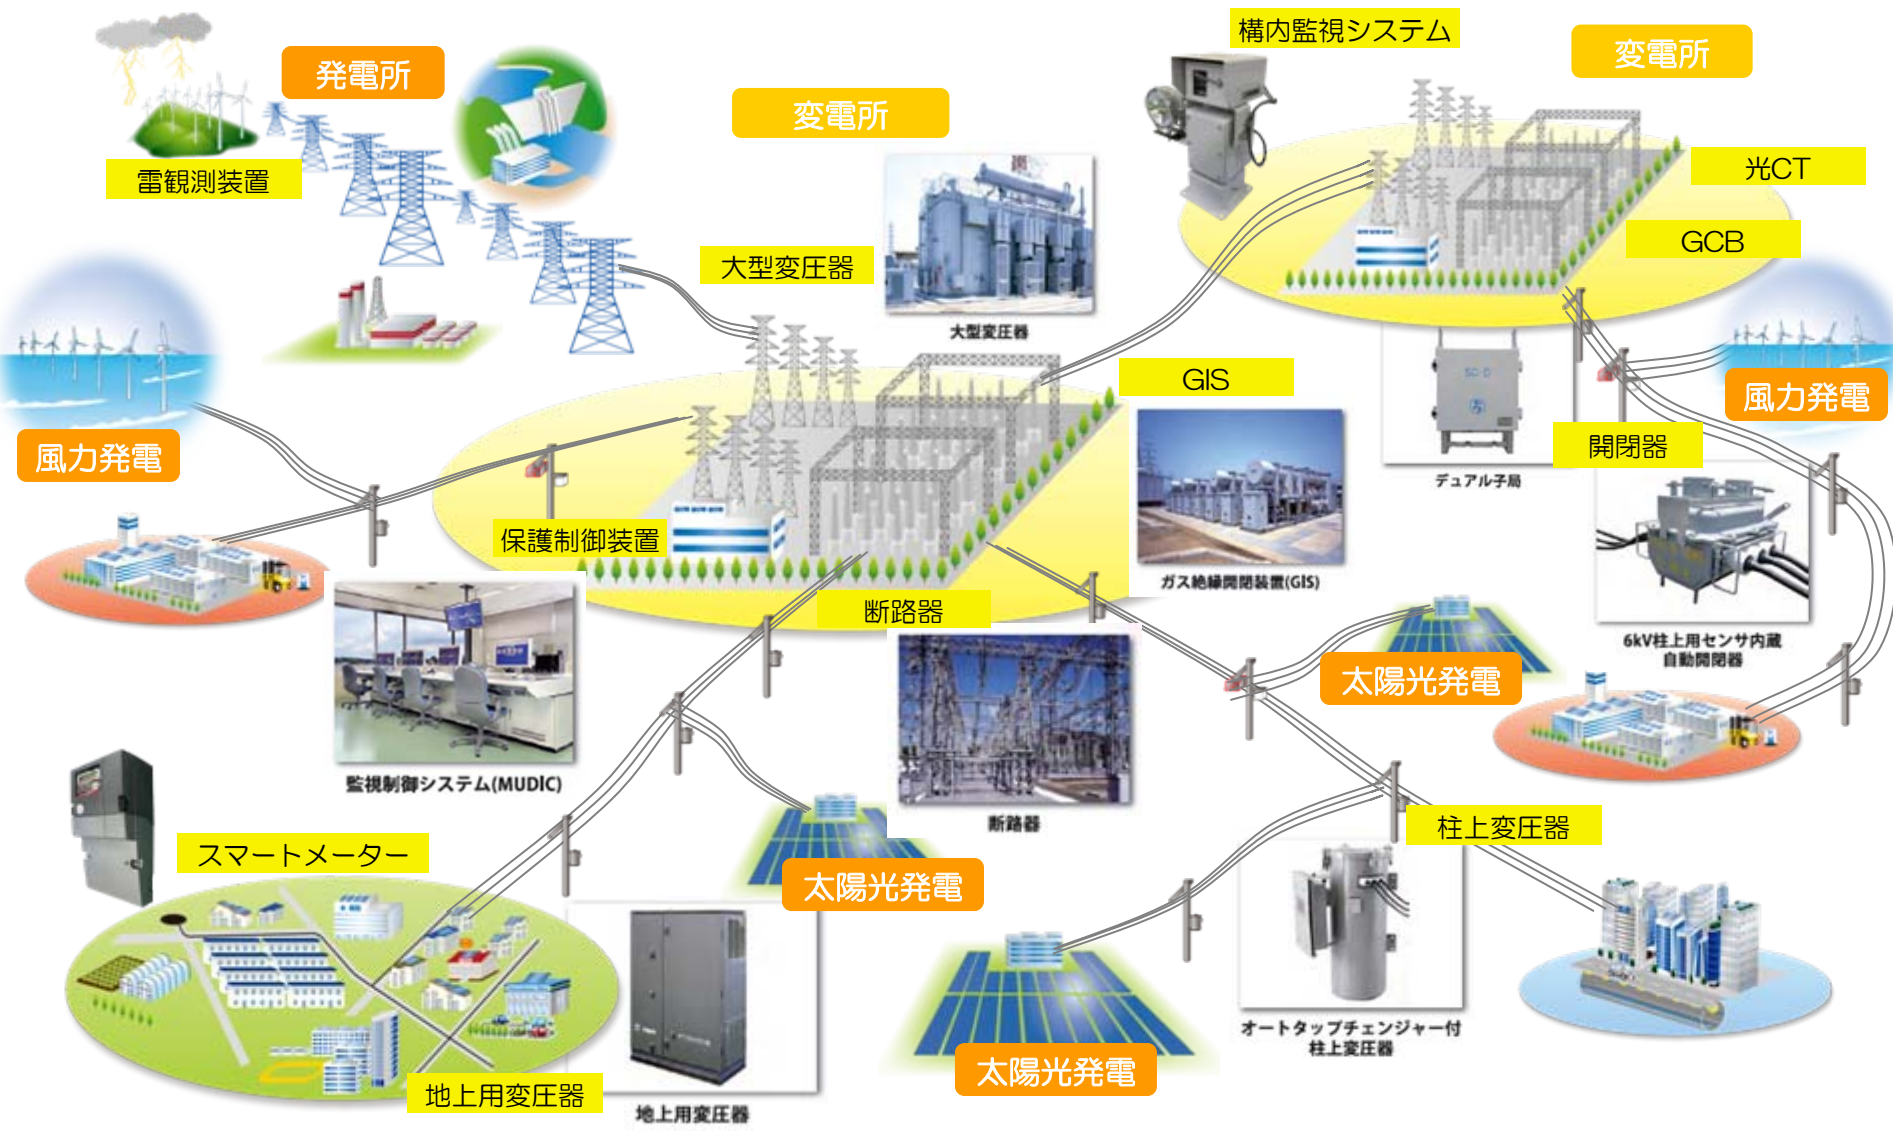 構内監視システム
変電所
発電所
変電所
雷観測装置
光CT
GCB
大型変圧器
大型変圧器
GIS
風力発電
SC-D
風力発電
開閉器
デュアル子局
保護制御装置
ガス絶縁開閉装置(GIS)
断路器
6kV柱上用センサ内蔵
自動開閉器
太陽光発電
監視制御システム(MUDIC)
断路器
柱上変圧器
スマートメーター
太陽光発電
オートタップチェンジャー付
柱上変圧器
太陽光発電
地上用変圧器
地上用変圧器